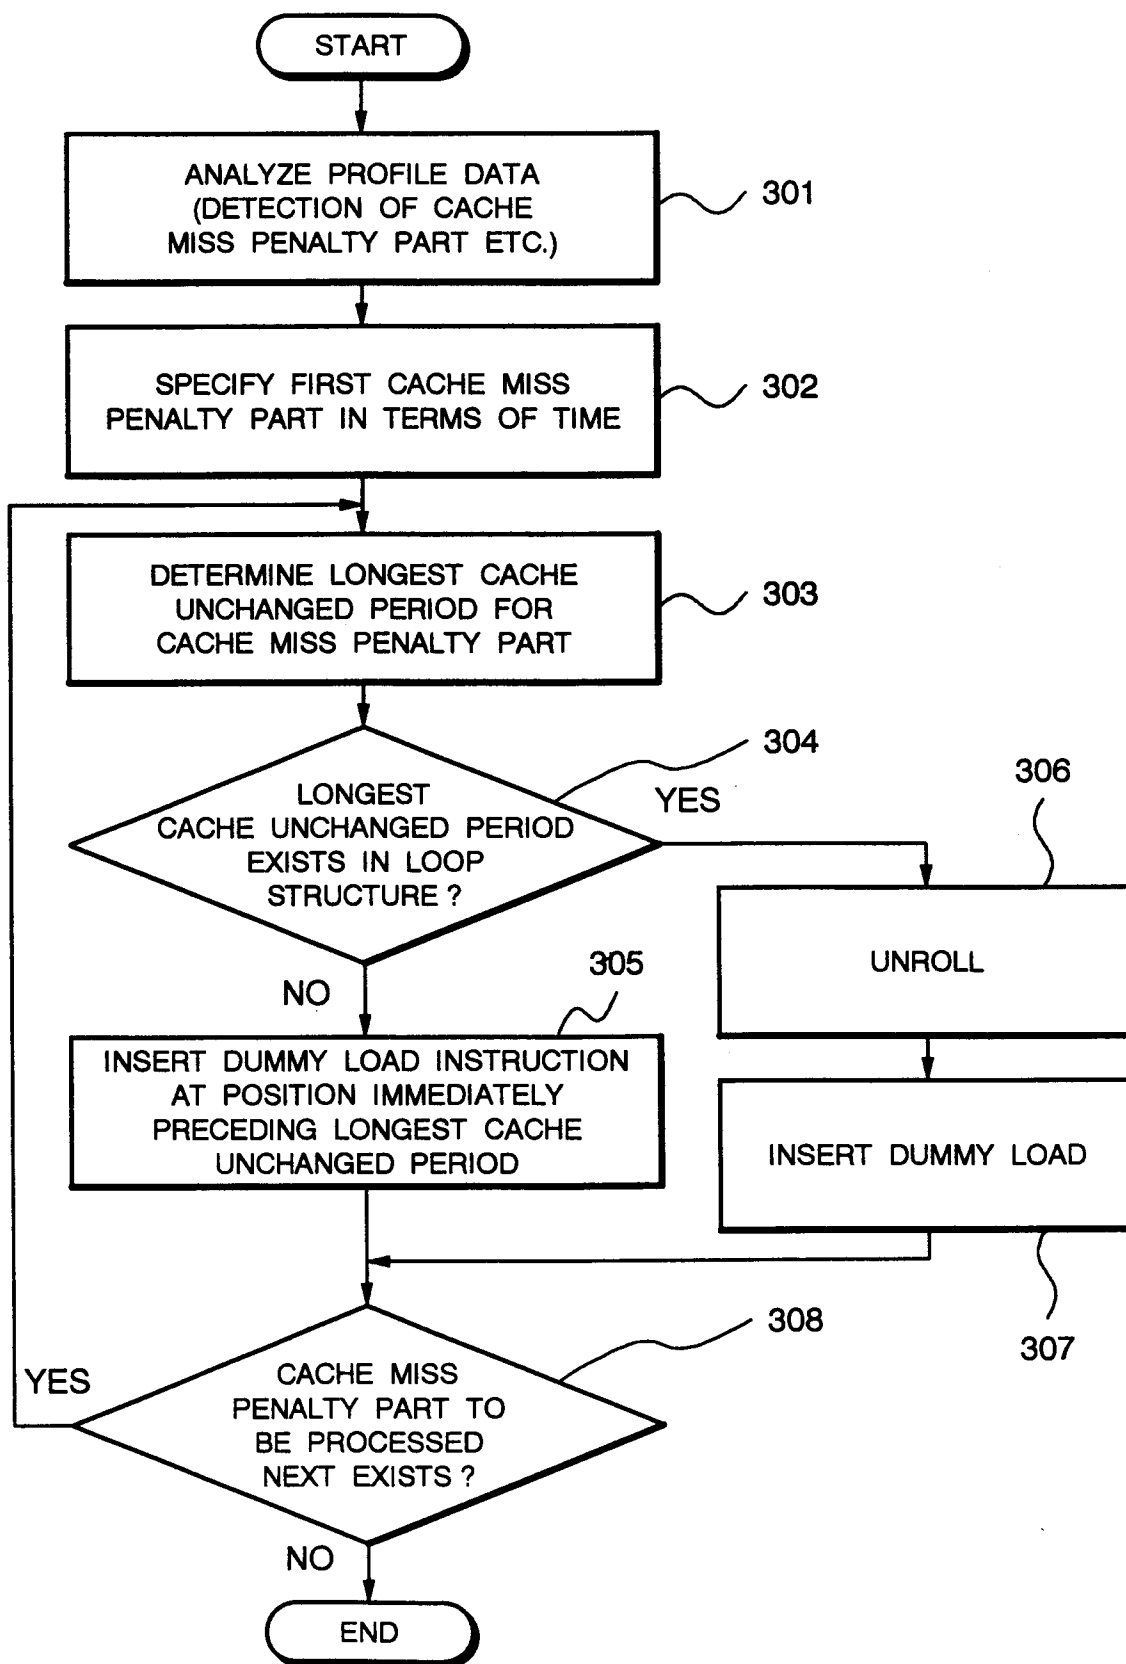 START
ANALYZE PROFILE DATA
(DETECTION OF CACHE
MISS PENALTY PART ETC.)
301
SPECIFY FIRST CACHE MISS
PENALTY PART IN TERMS OF TIME
302
DETERMINE LONGEST CACHE
UNCHANGED PERIOD FOR
CACHE MISS PENALTY PART
303
304
LONGEST
CACHE UNCHANGED PERIOD
EXISTS IN LOOP
STRUCTURE?
YES
306
UNROLL
NO
305
INSERT DUMMY LOAD INSTRUCTION
AT POSITION IMMEDIATELY
PRECEDING LONGEST CACHE
UNCHANGED PERIOD
INSERT DUMMY LOAD
307
308
YES
CACHE MISS
PENALTY PART TO
BE PROCESSED
NEXT EXISTS?
NO
END